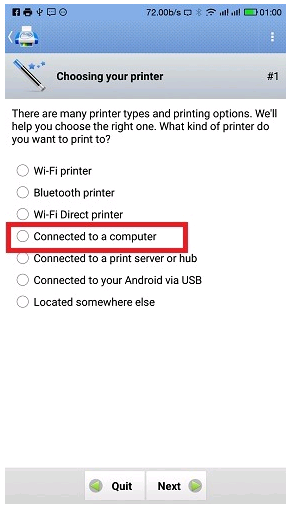 72.00b/s 01:00
Choosing your printer #1
There are many printer types and printing options. We'll
help you choose the right one. What kind of printer do
you want to print to?
Wi-Fi printer
Bluetooth printer
Wi-Fi Direct printer
Connected to a computer
Connected to a print server or hub
Connected to your Android via USB
Located somewhere else
Quit Next